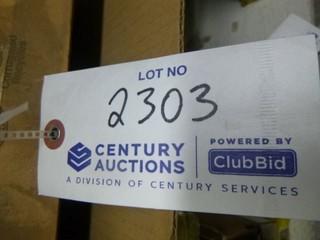 LOT NO
2303
CENTURY AUCTIONS
POWERED BY
ClubBid
A DIVISION OF CENTURY SERVICES